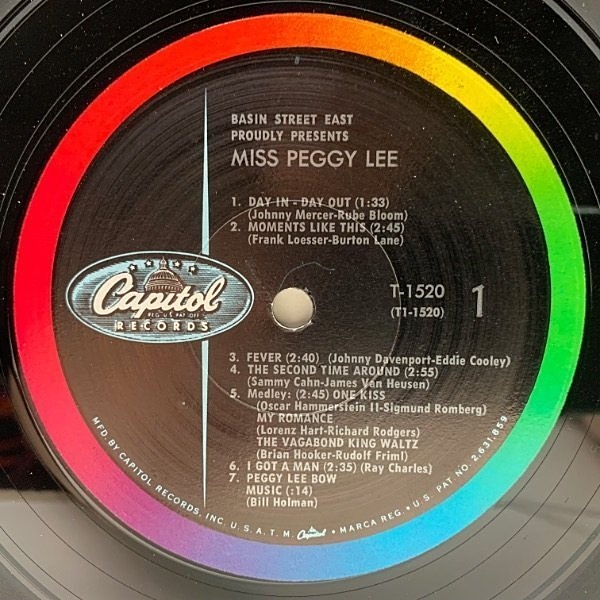 BASIN STREET EAST
PROUDLY PRESENTS
MISS PEGGY LEE
1. DAY IN - DAY OUT (1:33)
(Johnny Mercer-Rube Bloom)
2. MOMENTS LIKE THIS (2:45)
(Frank Loesser-Burton Lane)
Capitol
REG. U.S. PAT. OFF.
RECORDS
T-1520
(T1-1520)
1
3. FEVER (2:40) (Johnny Davenport-Eddie Cooley)
4. THE SECOND TIME AROUND (2:55)
(Sammy Cahn-James Van Heusen)
5. Medley: (2:45) ONE KISS
(Oscar Hammerstein II-Sigmund Romberg)
MY ROMANCE
(Lorenz Hart-Richard Rodgers)
THE VAGABOND KING WALTZ
(Brian Hooker-Rudolf Friml)
6. I GOT A MAN (2:35) (Ray Charles)
7. PEGGY LEE BOW
MUSIC (:14)
(Bill Holman)
MFD. BY CAPITOL RECORDS, INC. U.S.A. T.M. Capitol • MARCA REG. • U.S. PAT. NO. 2,631,859